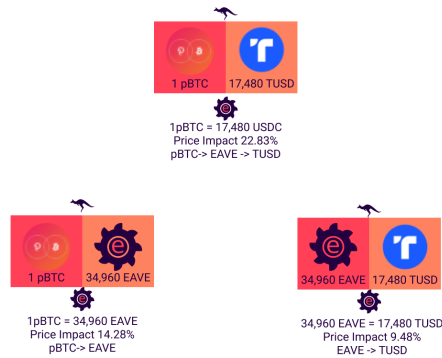 1 pBTC 17,480 TUSD
1pBTC = 17,480 USDC
Price Impact 22.83%
pBTC-> EAVE -> TUSD
1 pBTC 34,960 EAVE
1pBTC = 34,960 EAVE
Price Impact 14.28%
pBTC-> EAVE
34,960 EAVE 17,480 TUSD
34,960 EAVE = 17,480 TUSD
Price Impact 9.48%
EAVE -> TUSD